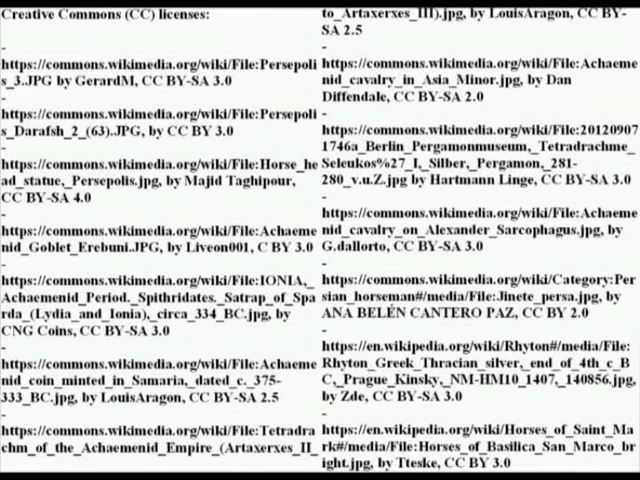 Creative Commons (CC) licenses:
-
https://commons.wikimedia.org/wiki/File:Persepoli
s_3.JPG by GerardM, CC BY-SA 3.0
-
https://commons.wikimedia.org/wiki/File:Persepoli
s_Darafsh_2_(63).JPG, by CC BY 3.0
-
https://commons.wikimedia.org/wiki/File:Horse_he
ad_statue,_Persepolis.jpg, by Majid Taghipour,
CC BY-SA 4.0
-
https://commons.wikimedia.org/wiki/File:Achaeme
nid_Goblet_Erebuni.JPG, by Liveon001, C BY 3.0
-
https://commons.wikimedia.org/wiki/File:IONIA,_
Achaemenid_Period._Spithridates._Satrap_of_Spa
rda_(Lydia_and_Ionia),_circa_334_BC.jpg, by
CNG Coins, CC BY-SA 3.0
-
https://commons.wikimedia.org/wiki/File:Achaeme
nid_coin_minted_in_Samaria,_dated_c._375-
333_BC.jpg, by LouisAragon, CC BY-SA 2.5
-
https://commons.wikimedia.org/wiki/File:Tetradra
chm_of_the_Achaemenid_Empire_(Artaxerxes_II_
to_Artaxerxes_III).jpg, by LouisAragon, CC BY-
SA 2.5
-
https://commons.wikimedia.org/wiki/File:Achaeme
nid_cavalry_in_Asia_Minor.jpg, by Dan
Diffendale, CC BY-SA 2.0
-
https://commons.wikimedia.org/wiki/File:20120907
1746a_Berlin_Pergamonmuseum,_Tetradrachme_
Seleukos%27_I,_Silber,_Pergamon,_281-
280_v.u.Z.jpg by Hartmann Linge, CC BY-SA 3.0
-
https://commons.wikimedia.org/wiki/File:Achaeme
nid_cavalry_on_Alexander_Sarcophagus.jpg, by
G.dallorto, CC BY-SA 3.0
-
https://commons.wikimedia.org/wiki/Category:Per
sian_horseman#/media/File:Jinete_persa.jpg, by
ANA BELÉN CANTERO PAZ, CC BY 2.0
-
https://en.wikipedia.org/wiki/Rhyton#/media/File:
Rhyton_Greek_Thracian_silver,_end_of_4th_c_B
C,_Prague_Kinsky,_NM-HM10_1407,_140856.jpg,
by Zde, CC BY-SA 3.0
-
https://en.wikipedia.org/wiki/Horses_of_Saint_Ma
rk#/media/File:Horses_of_Basilica_San_Marco_br
ight.jpg, by Tteske, CC BY 3.0